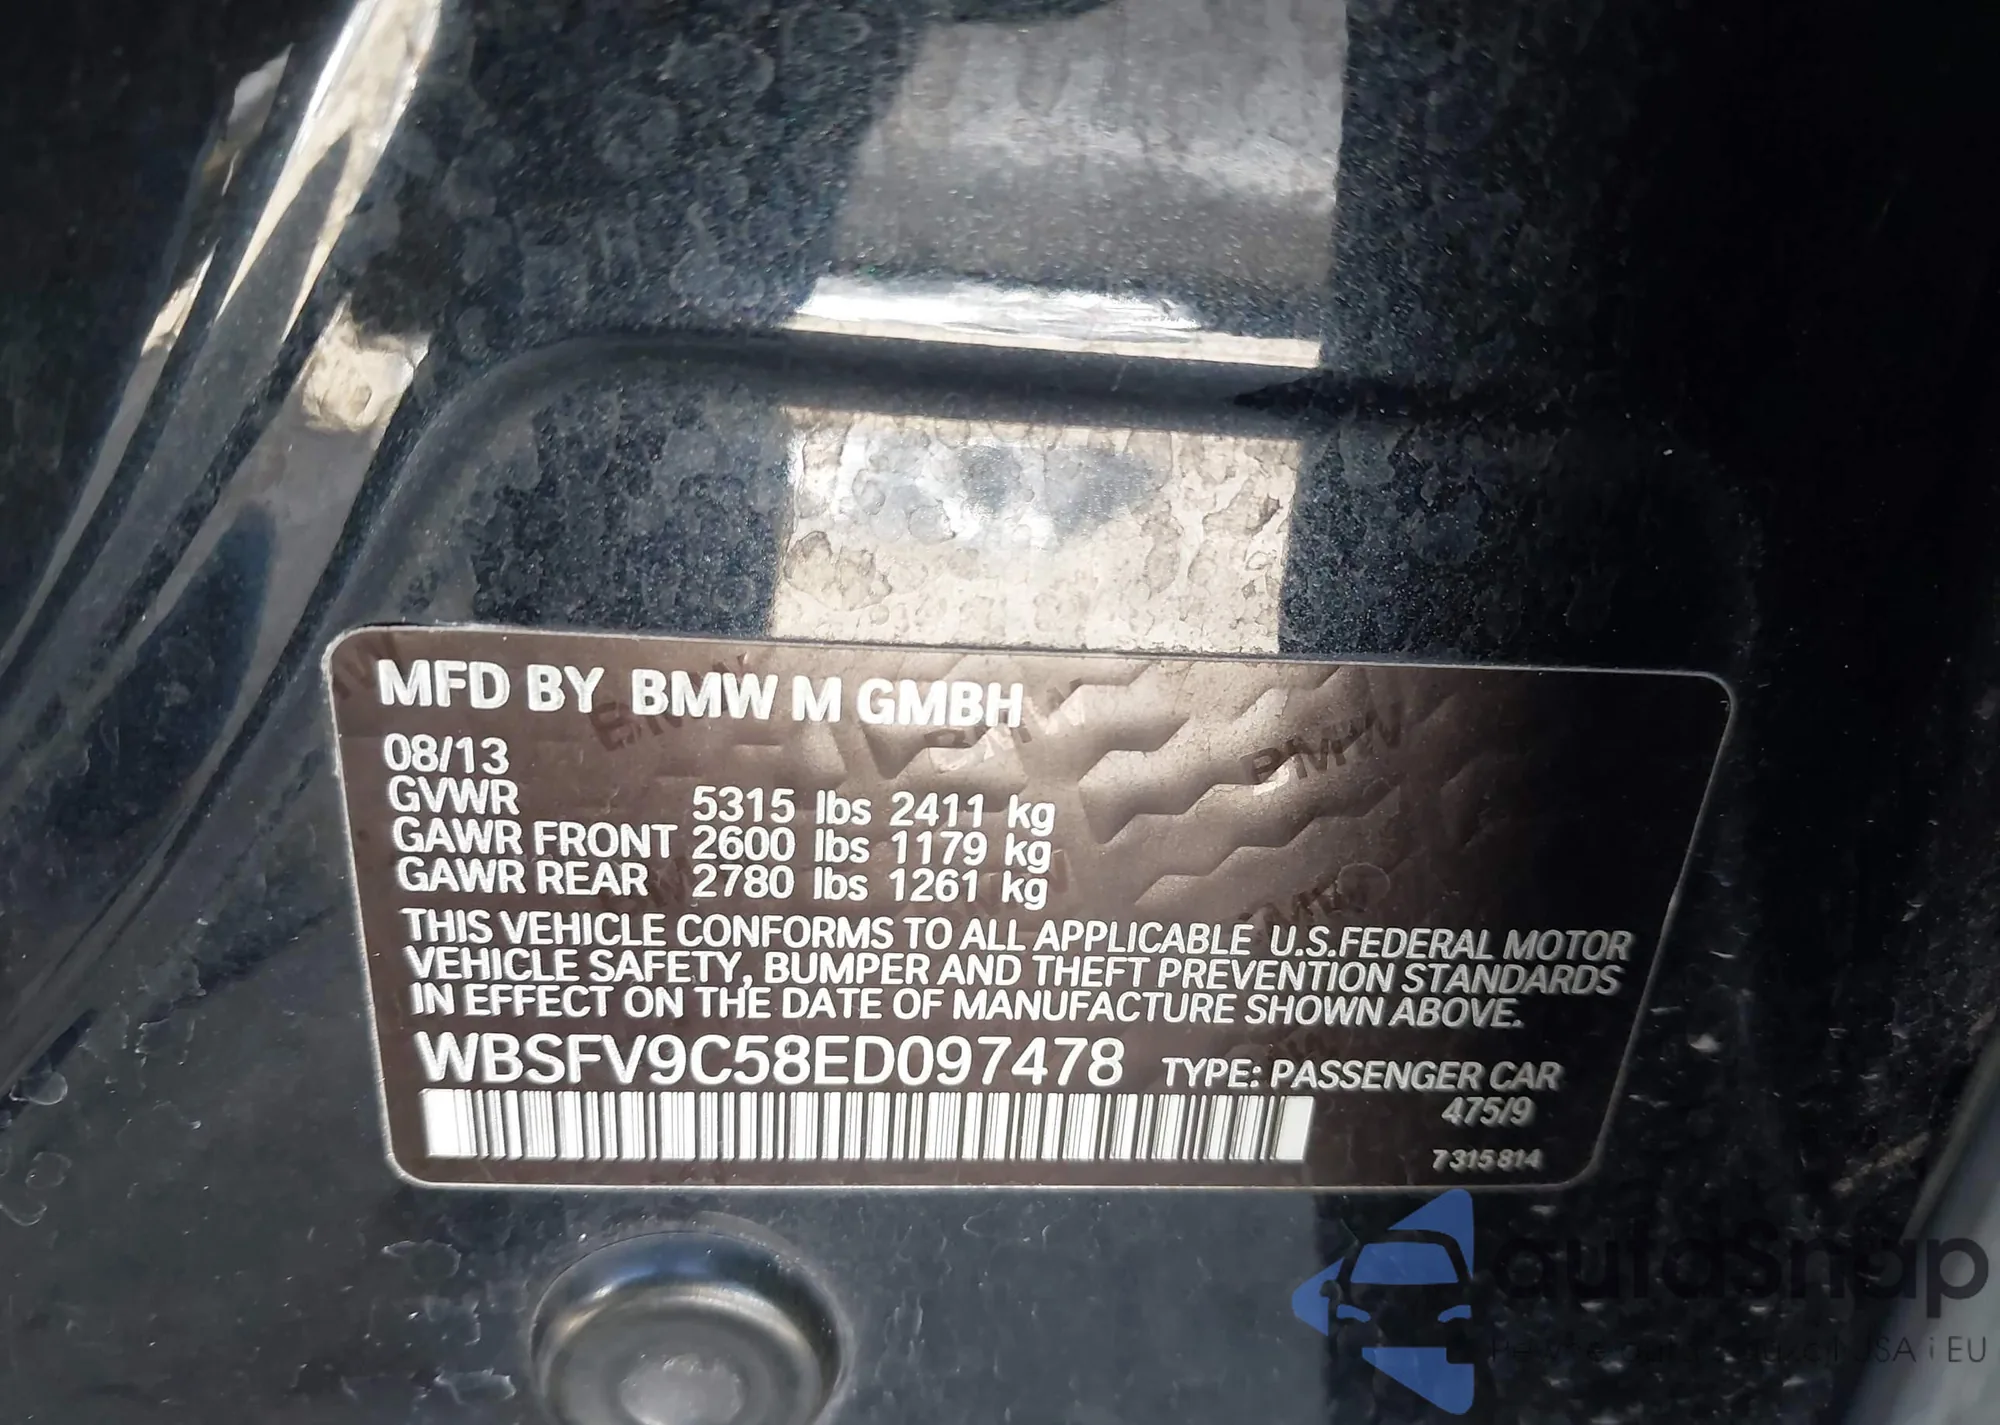 MFD BY BMW M GMBH
08/13
GVWR 5315 lbs 2411 kg
GAWR FRONT 2600 lbs 1179 kg
GAWR REAR 2780 lbs 1261 kg
THIS VEHICLE CONFORMS TO ALL APPLICABLE U.S.FEDERAL MOTOR
VEHICLE SAFETY, BUMPER AND THEFT PREVENTION STANDARDS
IN EFFECT ON THE DATE OF MANUFACTURE SHOWN ABOVE.
WBSFV9C58ED097478 TYPE: PASSENGER CAR
475/9
7 315 814
autosnap
USA i EU